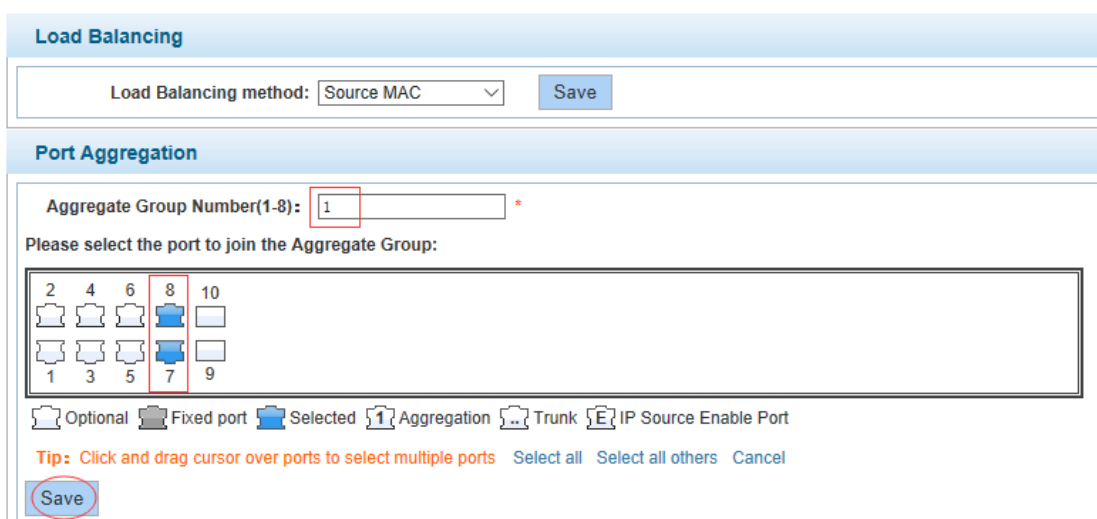 Load Balancing
Load Balancing method: Source MAC Save
Port Aggregation
Aggregate Group Number(1-8): 1 *
Please select the port to join the Aggregate Group:
2 4 6 8 10
1 3 5 7 9
Optional Fixed port Selected 1 Aggregation .. Trunk E IP Source Enable Port
Tip: Click and drag cursor over ports to select multiple ports Select all Select all others Cancel
Save